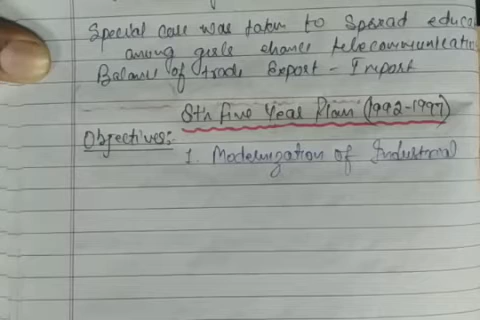 Special care was taken to Spread educa
among girls enhance telecommunicatio
Balance of trade Export - Import
8th five Year Plan (1992-1997)
Objectives:-
1. Modernization of Industrial